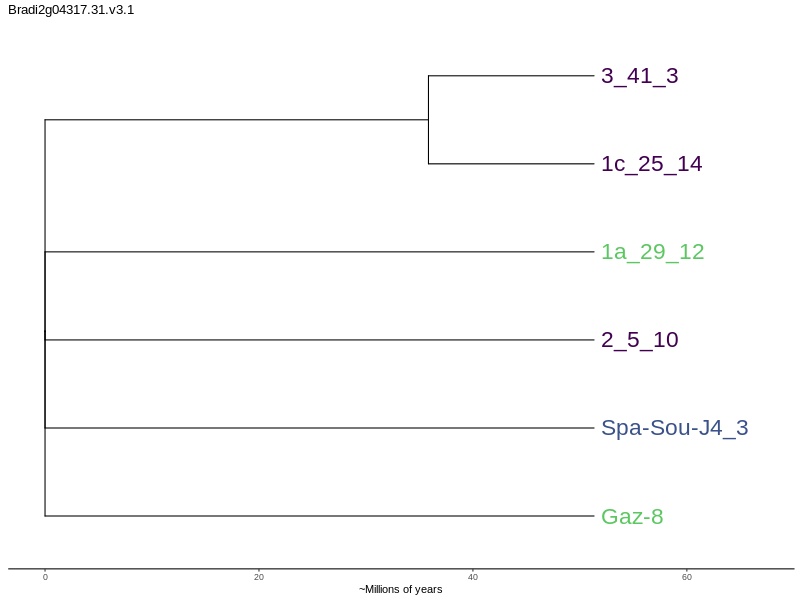 Bradi2g04317.31.v3.1
3_41_3
1c_25_14
1a_29_12
2_5_10
Spa-Sou-J4_3
Gaz-8
0 20 40 60
~Millions of years